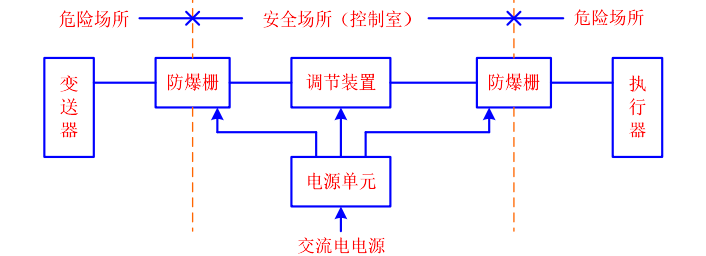 危险场所
安全场所（控制室）
危险场所
变送器
防爆栅
调节装置
防爆栅
执行器
电源单元
交流电电源